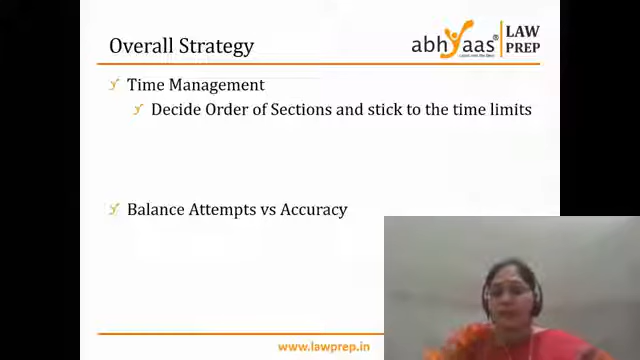 Overall Strategy
abhyaas® LAW
PREP
Time Management
Decide Order of Sections and stick to the time limits
Balance Attempts vs Accuracy
www.lawprep.in